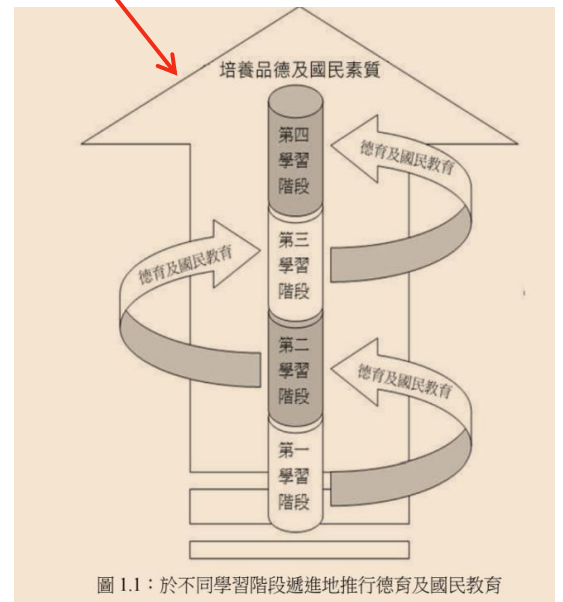 培養品德及國民素質
第四
學習
階段
德育及國民教育
第三
學習
階段
德育及國民教育
第二
學習
階段
德育及國民教育
第一
學習
階段
圖 1.1：於不同學習階段遞進地推行德育及國民教育